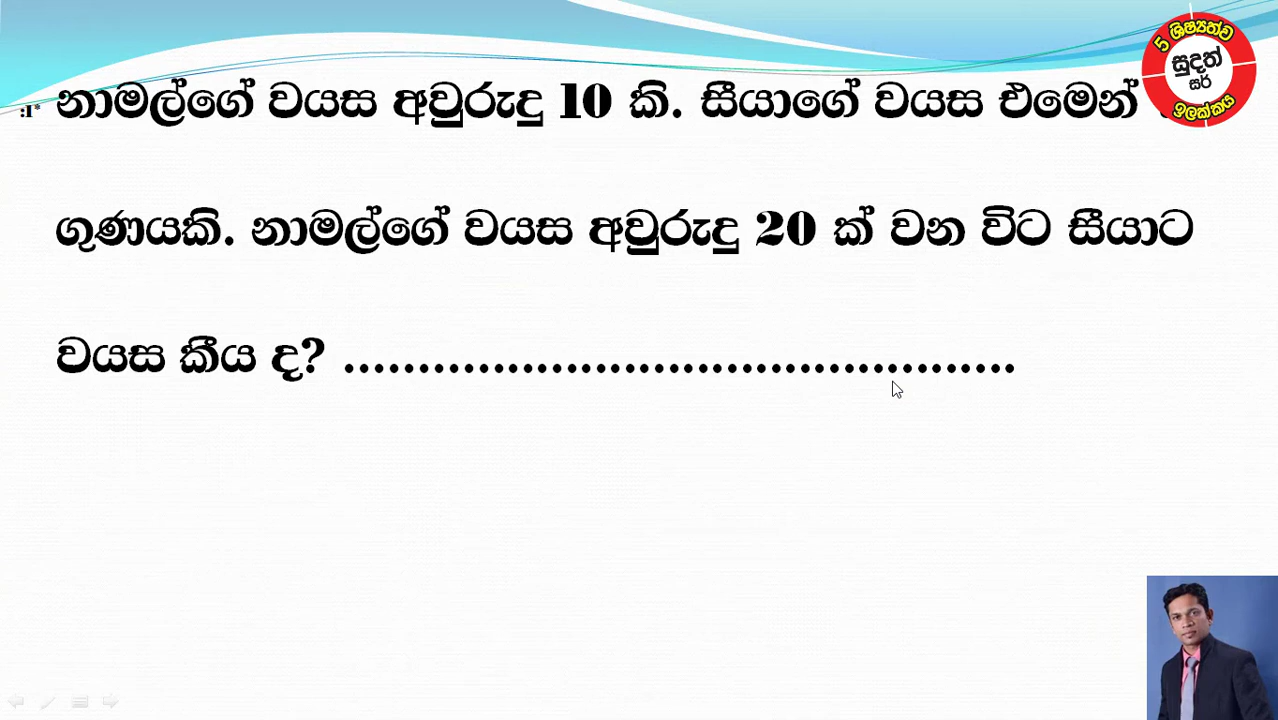 නාමල්ගේ වයස අවුරුදු 10 කි. සීයාගේ වයස එමෙන්
ගුණයකි. නාමල්ගේ වයස අවුරුදු 20 ක් වන විට සීයාට
වයස කීය ද? ..............................................
5 ශිෂ්‍යත්ව
සුදත්
සර්
ඉලක්කය